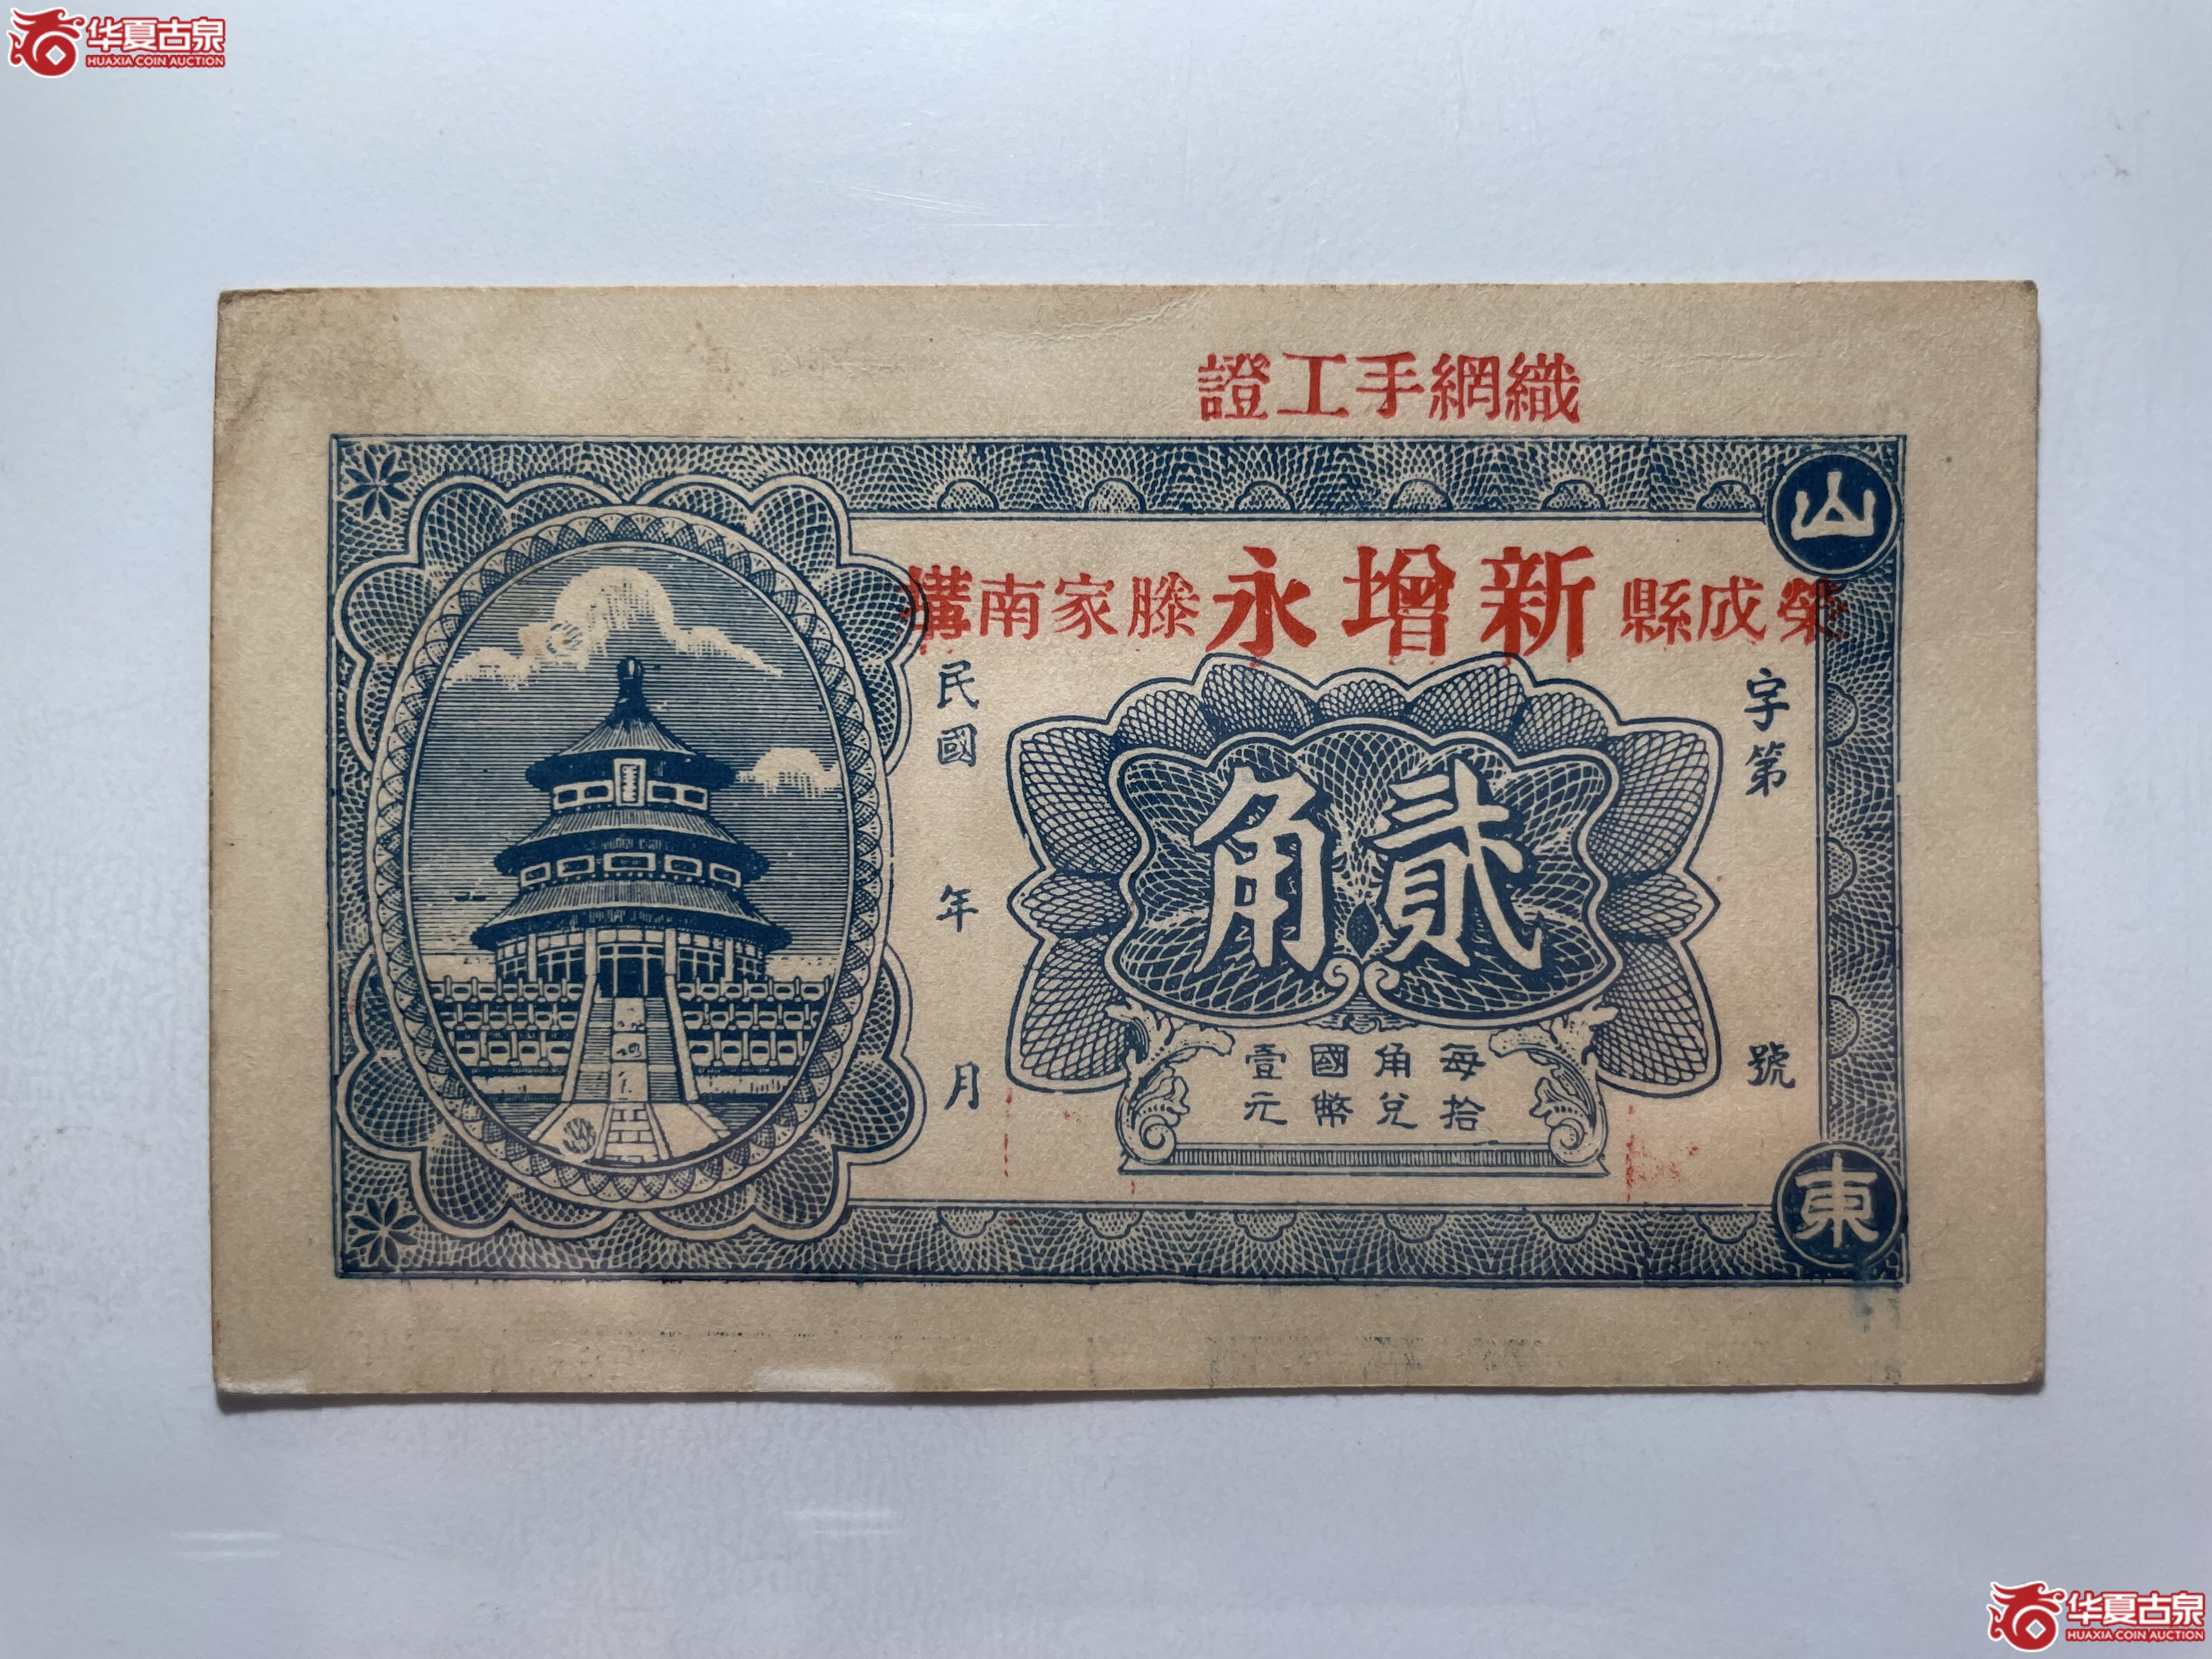 华夏古泉
HUAXIA COIN AUCTION
織網手工證
山
榮成縣 新增永 滕家南溝
字第
號
民國
年
月
貳角
每拾
角兌
國幣
壹元
東
华夏古泉
HUAXIA COIN AUCTION